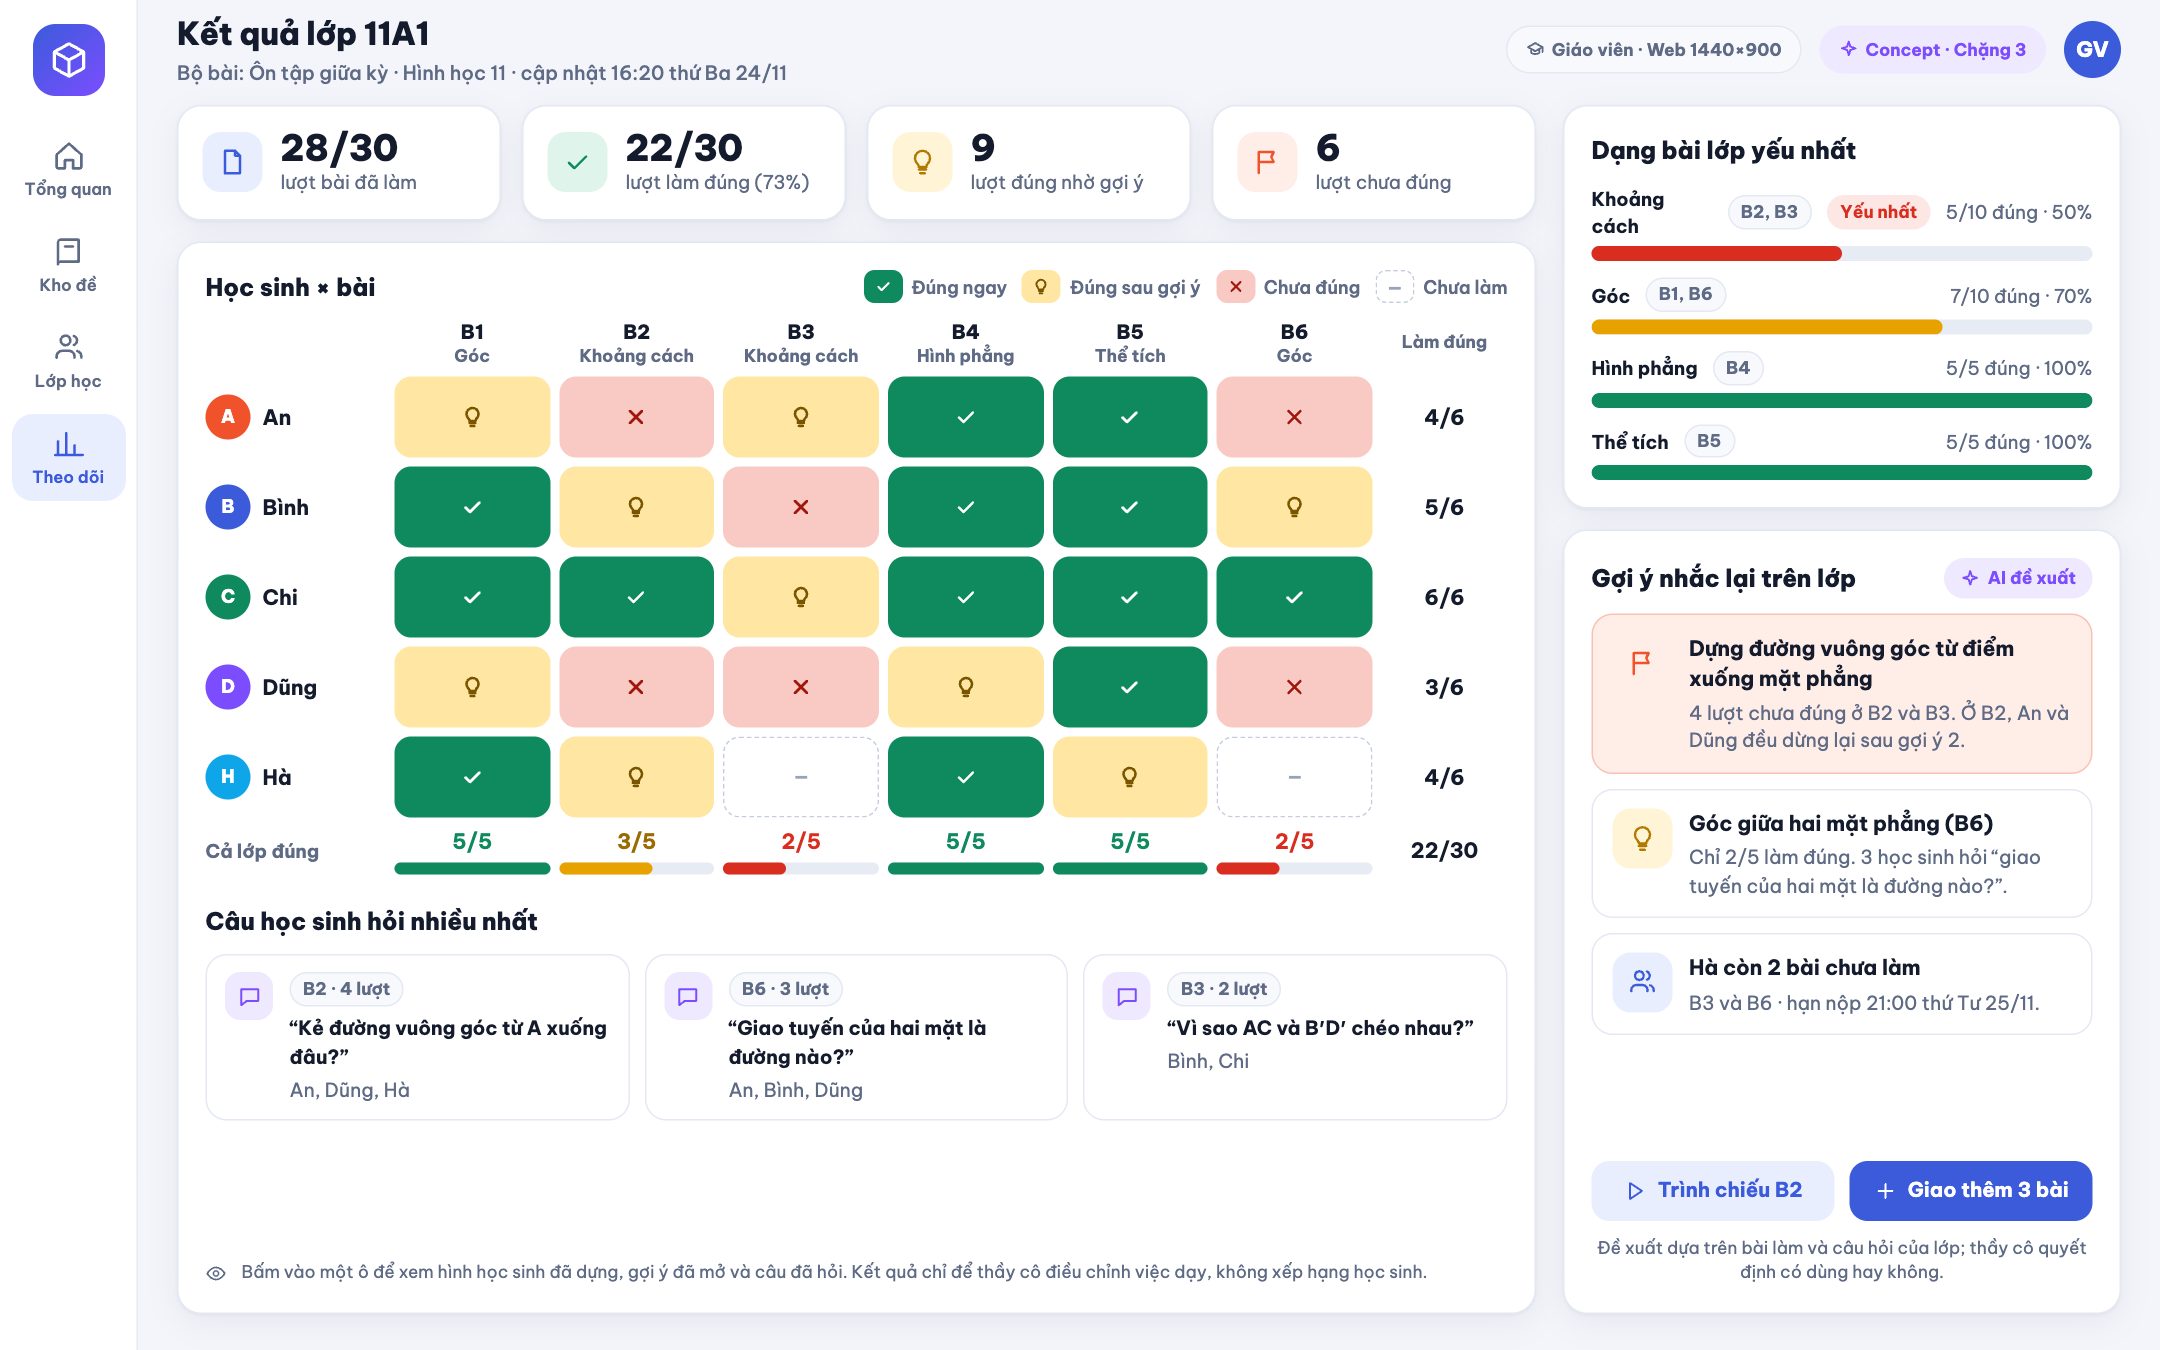 Kết quả lớp 11A1
Bộ bài: Ôn tập giữa kỳ · Hình học 11 · cập nhật 16:20 thứ Ba 24/11
Giáo viên · Web 1440×900
Concept · Chặng 3
GV
Tổng quan
Kho đề
Lớp học
Theo dõi
28/30
lượt bài đã làm
22/30
lượt làm đúng (73%)
9
lượt đúng nhờ gợi ý
6
lượt chưa đúng
Học sinh × bài
Đúng ngay
Đúng sau gợi ý
Chưa đúng
– Chưa làm
B1
Góc
B2
Khoảng cách
B3
Khoảng cách
B4
Hình phẳng
B5
Thể tích
B6
Góc
Làm đúng
A An 4/6
B Bình 5/6
C Chi 6/6
D Dũng 3/6
H Hà – – 4/6
Cả lớp đúng 5/5 3/5 2/5 5/5 5/5 2/5 22/30
Câu học sinh hỏi nhiều nhất
B2 · 4 lượt
“Kẻ đường vuông góc từ A xuống
đâu?”
An, Dũng, Hà
B6 · 3 lượt
“Giao tuyến của hai mặt là
đường nào?”
An, Bình, Dũng
B3 · 2 lượt
“Vì sao AC và B′D′ chéo nhau?”
Bình, Chi
Bấm vào một ô để xem hình học sinh đã dựng, gợi ý đã mở và câu đã hỏi. Kết quả chỉ để thầy cô điều chỉnh việc dạy, không xếp hạng học sinh.
Dạng bài lớp yếu nhất
Khoảng
cách
B2, B3
Yếu nhất
5/10 đúng · 50%
Góc B1, B6 7/10 đúng · 70%
Hình phẳng B4 5/5 đúng · 100%
Thể tích B5 5/5 đúng · 100%
Gợi ý nhắc lại trên lớp
AI đề xuất
Dựng đường vuông góc từ điểm
xuống mặt phẳng
4 lượt chưa đúng ở B2 và B3. Ở B2, An và
Dũng đều dừng lại sau gợi ý 2.
Góc giữa hai mặt phẳng (B6)
Chỉ 2/5 làm đúng. 3 học sinh hỏi “giao
tuyến của hai mặt là đường nào?”.
Hà còn 2 bài chưa làm
B3 và B6 · hạn nộp 21:00 thứ Tư 25/11.
Trình chiếu B2
Giao thêm 3 bài
Đề xuất dựa trên bài làm và câu hỏi của lớp; thầy cô quyết
định có dùng hay không.